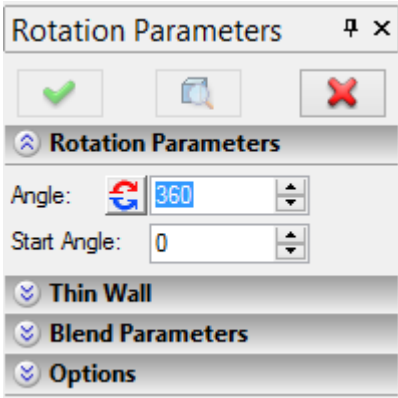 Rotation Parameters
Rotation Parameters
Angle: 360
Start Angle: 0
Thin Wall
Blend Parameters
Options